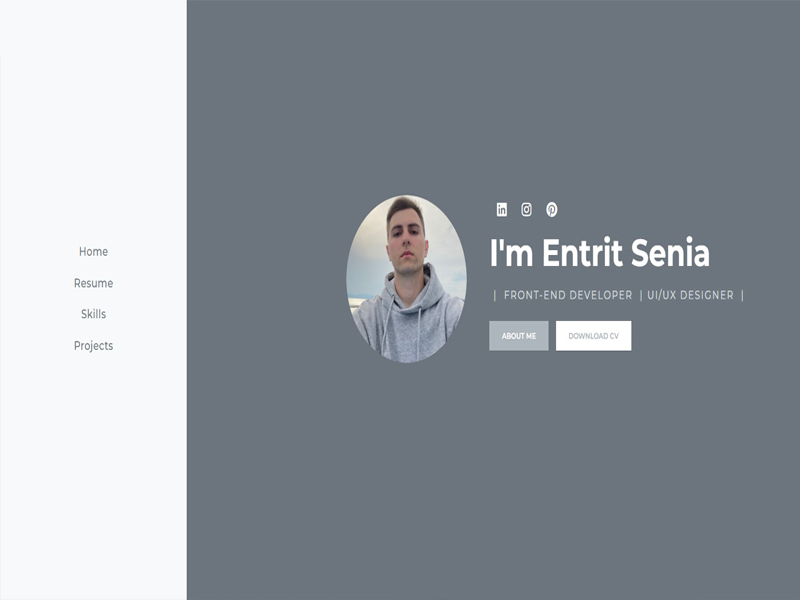 Home
Resume
Skills
Projects
I'm Entrit Senia
| FRONT-END DEVELOPER | UI/UX DESIGNER |
ABOUT ME
DOWNLOAD CV